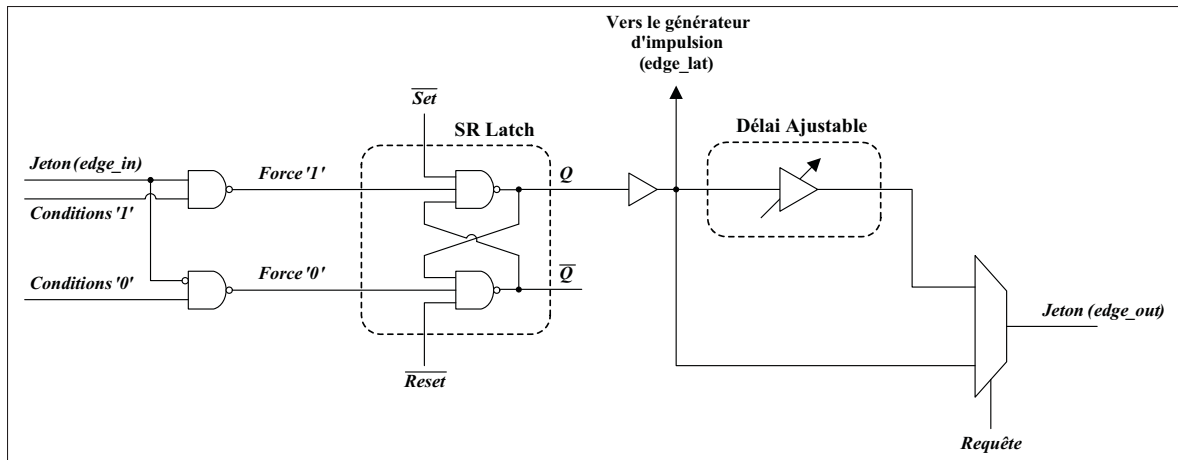 Vers le générateur
d'impulsion
(edge_lat)
Set
SR Latch
Délai Ajustable
Jeton (edge_in)
Force '1'
Q
Conditions '1'
Conditions '0'
Force '0'
Q
Jeton (edge_out)
Reset
Requête